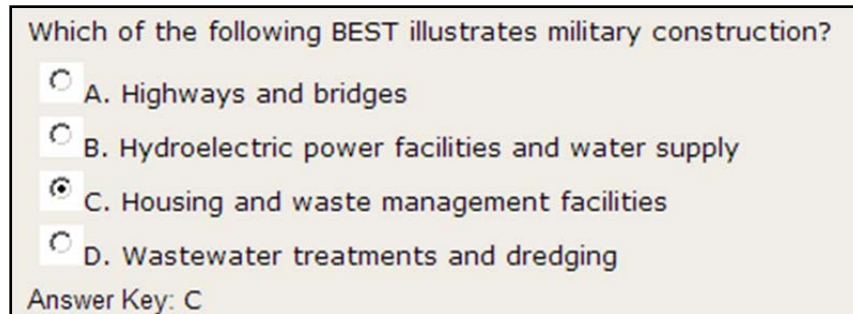 Which of the following BEST illustrates military construction?
A. Highways and bridges
B. Hydroelectric power facilities and water supply
C. Housing and waste management facilities
D. Wastewater treatments and dredging
Answer Key: C